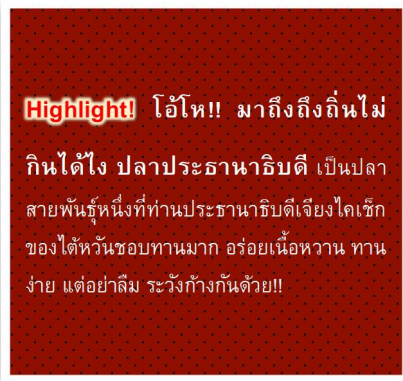 Highlight! โอ้โห!! มาถึงถึงถิ่นไม่
กินได้ไง ปลาประธานาธิบดี เป็นปลา
สายพันธุ์หนึ่งที่ท่านประธานาธิบดีเจียงไคเช็ก
ของไต้หวันชอบทานมาก อร่อยเนื้อหวาน ทาน
ง่าย แต่อย่าลืม ระวังก้างกันด้วย!!